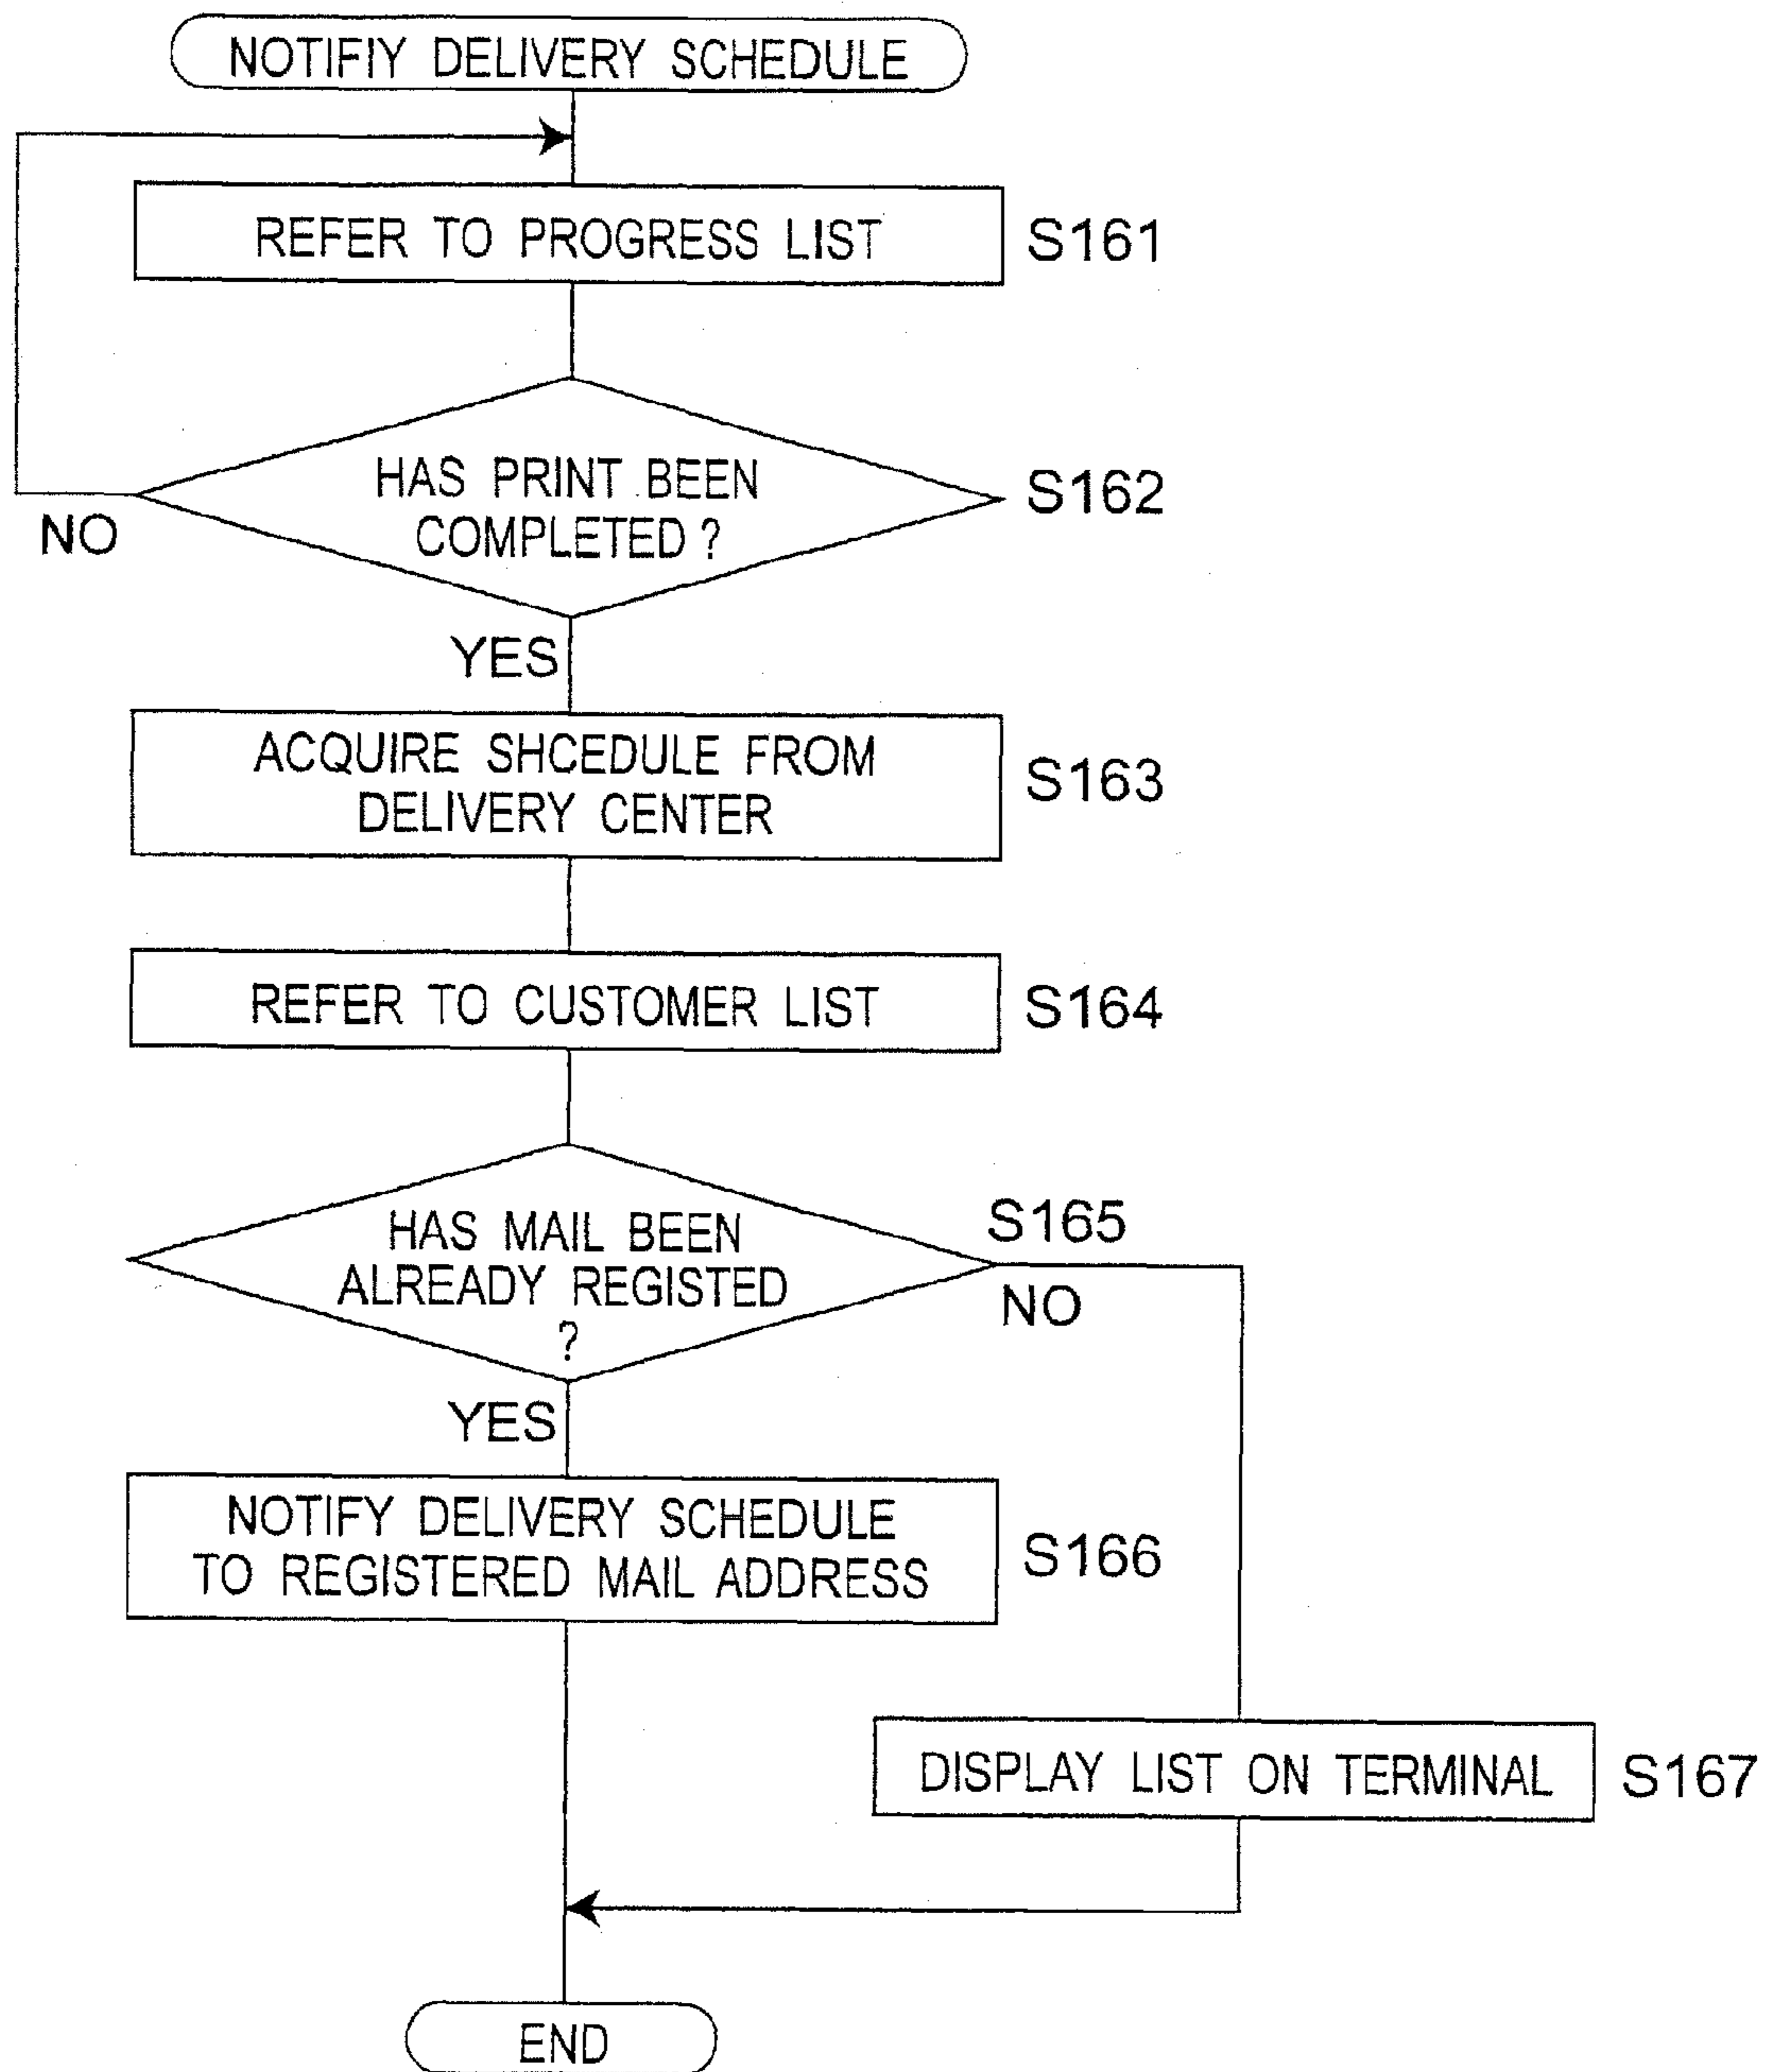 NOTIFIY DELIVERY SCHEDULE
REFER TO PROGRESS LIST
S161
HAS PRINT BEEN
COMPLETED ?
S162
NO
YES
ACQUIRE SHCEDULE FROM
DELIVERY CENTER
S163
REFER TO CUSTOMER LIST
S164
HAS MAIL BEEN
ALREADY REGISTED
?
S165
NO
YES
NOTIFY DELIVERY SCHEDULE
TO REGISTERED MAIL ADDRESS
S166
DISPLAY LIST ON TERMINAL
S167
END